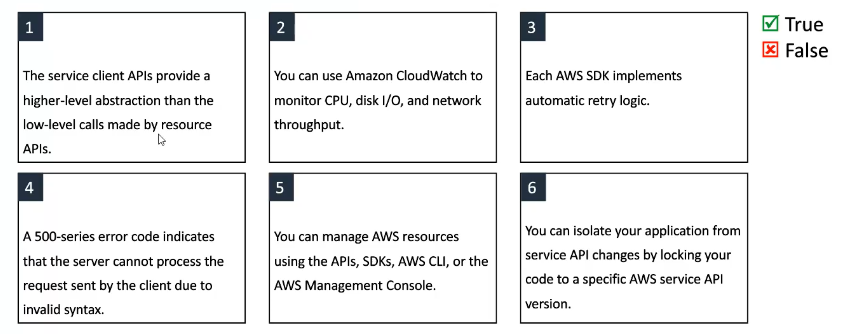 1
The service client APIs provide a
higher-level abstraction than the
low-level calls made by resource
APIs.
2
You can use Amazon CloudWatch to
monitor CPU, disk I/O, and network
throughput.
3
Each AWS SDK implements
automatic retry logic.
True
False
4
A 500-series error code indicates
that the server cannot process the
request sent by the client due to
invalid syntax.
5
You can manage AWS resources
using the APIs, SDKs, AWS CLI, or the
AWS Management Console.
6
You can isolate your application from
service API changes by locking your
code to a specific AWS service API
version.